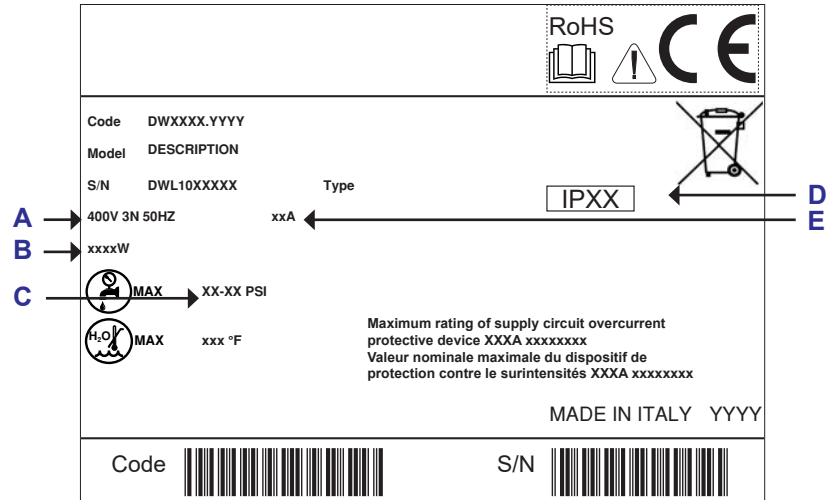 RoHS
CE
Code DWXXXX.YYYY
Model DESCRIPTION
S/N DWL10XXXXX Type
IPXX
D
A
400V 3N 50HZ xxA
E
B
xxxxW
C
MAX XX-XX PSI
H₂O
MAX xxx °F
Maximum rating of supply circuit overcurrent
protective device XXXA xxxxxxxx
Valeur nominale maximale du dispositif de
protection contre le surintensités XXXA xxxxxxxx
MADE IN ITALY YYYY
Code
S/N